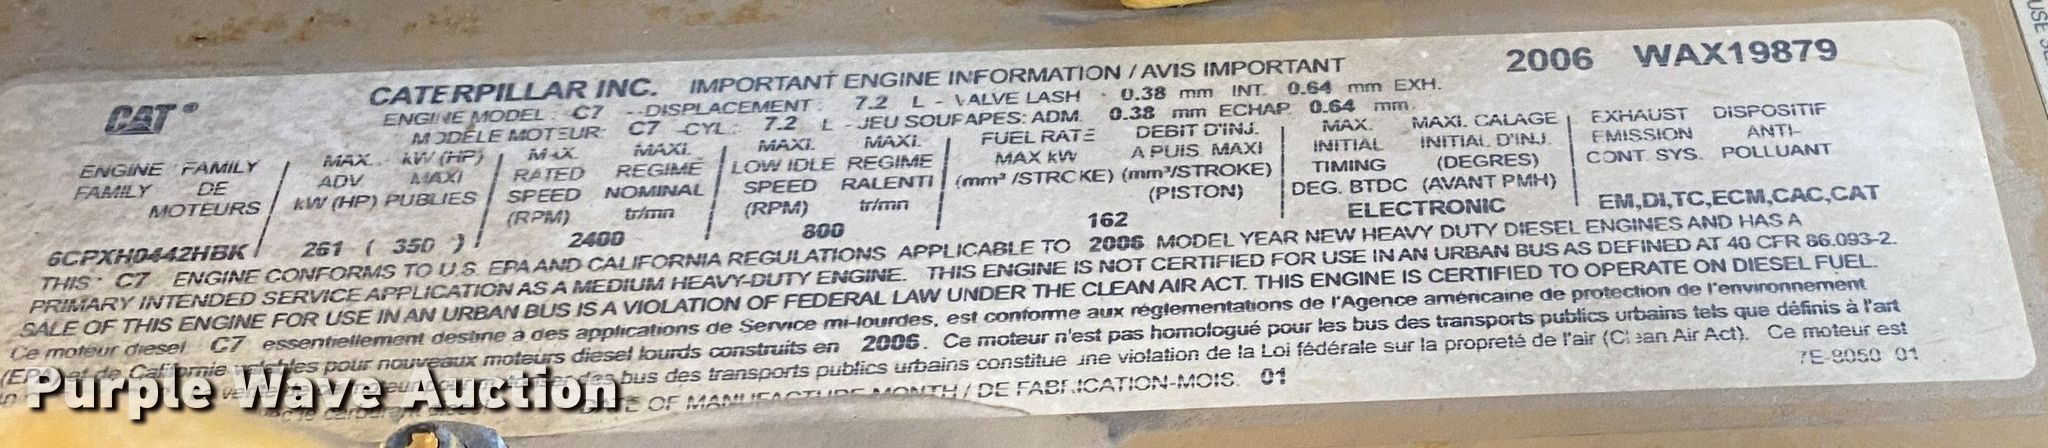 CAT® CATERPILLAR INC. IMPORTANT ENGINE INFORMATION / AVIS IMPORTANT 2006 WAX19879
ENGINE MODEL: C7 - DISPLACEMENT: 7.2 L - VALVE LASH 0.38 mm INT. 0.64 mm EXH.
MODÈLE MOTEUR: C7 CYL.: 7.2 L - JEU SOUPAPES: ADM. 0.38 mm ECHAP. 0.64 mm.
ENGINE FAMILY
FAMILY DE
MOTEURS
6CPXH0442HBK
MAX. kW (HP)
ADV MAXI
kW (HP) PUBLIES
261 ( 350 )
MAX. MAXI.
RATED REGIME
SPEED NOMINAL
(RPM) tr/mn
2400
MAXI. MAXI.
LOW IDLE REGIME
SPEED RALENTI
(RPM) tr/mn
800
FUEL RATE DEBIT D'INJ.
MAX kW A PUIS. MAXI
(mm³ /STROKE) (mm³/STROKE)
(PISTON)
162
MAX. MAXI. CALAGE
INITIAL INITIAL D'INJ.
TIMING (DEGRES)
DEG. BTDC (AVANT PMH)
ELECTRONIC
EXHAUST DISPOSITIF
EMISSION ANTI-
CONT. SYS. POLLUANT
EM,DI,TC,ECM,CAC,CAT
THIS C7 ENGINE CONFORMS TO U.S. EPA AND CALIFORNIA REGULATIONS APPLICABLE TO 2006 MODEL YEAR NEW HEAVY DUTY DIESEL ENGINES AND HAS A
PRIMARY INTENDED SERVICE APPLICATION AS A MEDIUM HEAVY-DUTY ENGINE. THIS ENGINE IS NOT CERTIFIED FOR USE IN AN URBAN BUS AS DEFINED AT 40 CFR 86.093-2.
SALE OF THIS ENGINE FOR USE IN AN URBAN BUS IS A VIOLATION OF FEDERAL LAW UNDER THE CLEAN AIR ACT. THIS ENGINE IS CERTIFIED TO OPERATE ON DIESEL FUEL.
Ce moteur diesel C7 essentiellement destine à des applications de Service mi-lourdes, est conforme aux réglementations de l'Agence américaine de protection de l'environnement
(EPA) et de Californie pour nouveaux moteurs diesel lourds construits en 2006. Ce moteur n'est pas homologué pour les bus des transports publics urbains tels que définis à l'art
des bus des transports publics urbains constitue une violation de la Loi fédérale sur la propreté de l'air (Clean Air Act). Ce moteur est
DATE OF MANUFACTURE-MONTH / DE FABRICATION-MOIS. 01
7E-8050 01
Purple Wave Auction